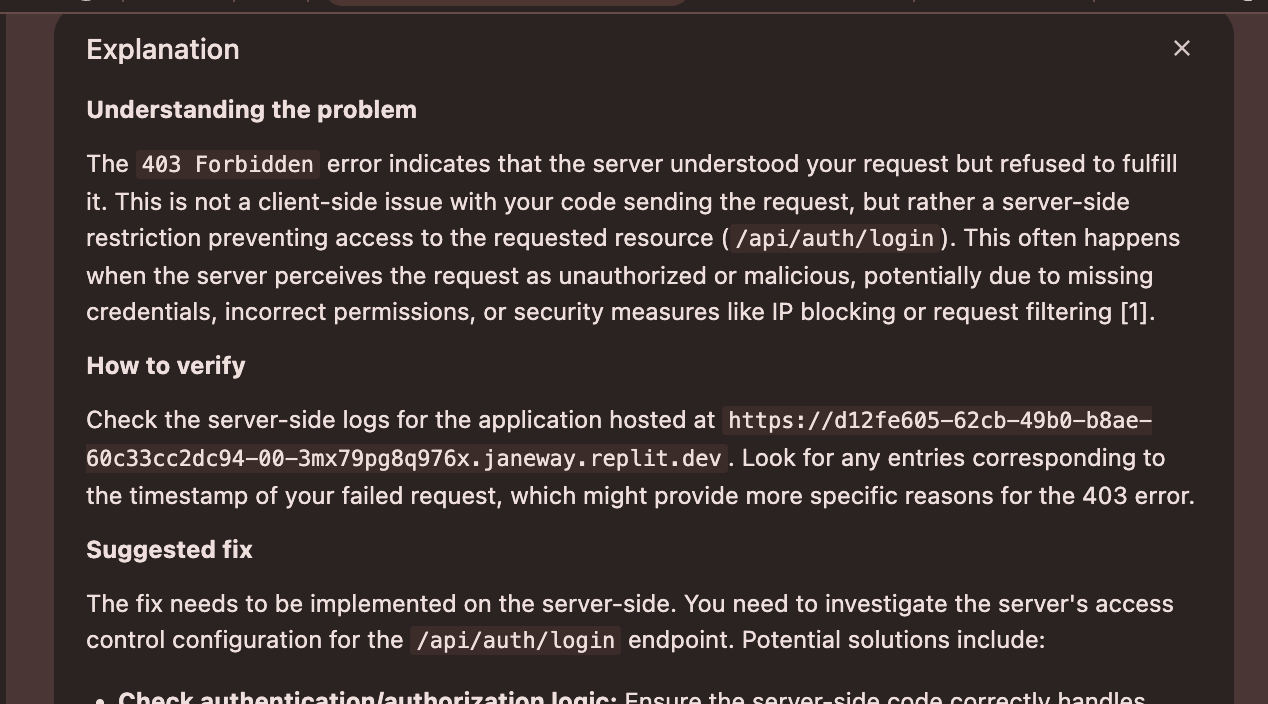 Explanation
Understanding the problem
The 403 Forbidden error indicates that the server understood your request but refused to fulfill
it. This is not a client-side issue with your code sending the request, but rather a server-side
restriction preventing access to the requested resource ( /api/auth/login ). This often happens
when the server perceives the request as unauthorized or malicious, potentially due to missing
credentials, incorrect permissions, or security measures like IP blocking or request filtering [1].
How to verify
Check the server-side logs for the application hosted at https://d12fe605-62cb-49b0-b8ae-
60c33cc2dc94-00-3mx79pg8q976x.janeway.replit.dev . Look for any entries corresponding to
the timestamp of your failed request, which might provide more specific reasons for the 403 error.
Suggested fix
The fix needs to be implemented on the server-side. You need to investigate the server's access
control configuration for the /api/auth/login endpoint. Potential solutions include:
• Check authentication/authorization logic: Ensure the server-side code correctly handles